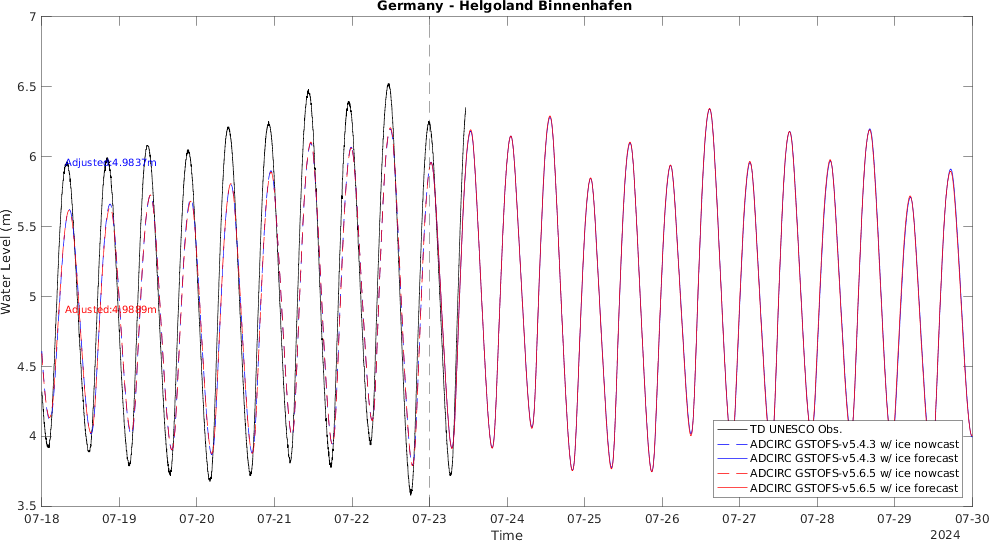 Germany - Helgoland Binnenhafen
Water Level (m)
7
6.5
6
5.5
5
4.5
4
3.5
Adjusted:4.9837m
Adjusted:4.9889m
TD UNESCO Obs.
ADCIRC GSTOFS-v5.4.3 w/ ice nowcast
ADCIRC GSTOFS-v5.4.3 w/ ice forecast
ADCIRC GSTOFS-v5.6.5 w/ ice nowcast
ADCIRC GSTOFS-v5.6.5 w/ ice forecast
07-18 07-19 07-20 07-21 07-22 07-23 07-24 07-25 07-26 07-27 07-28 07-29 07-30
Time
2024